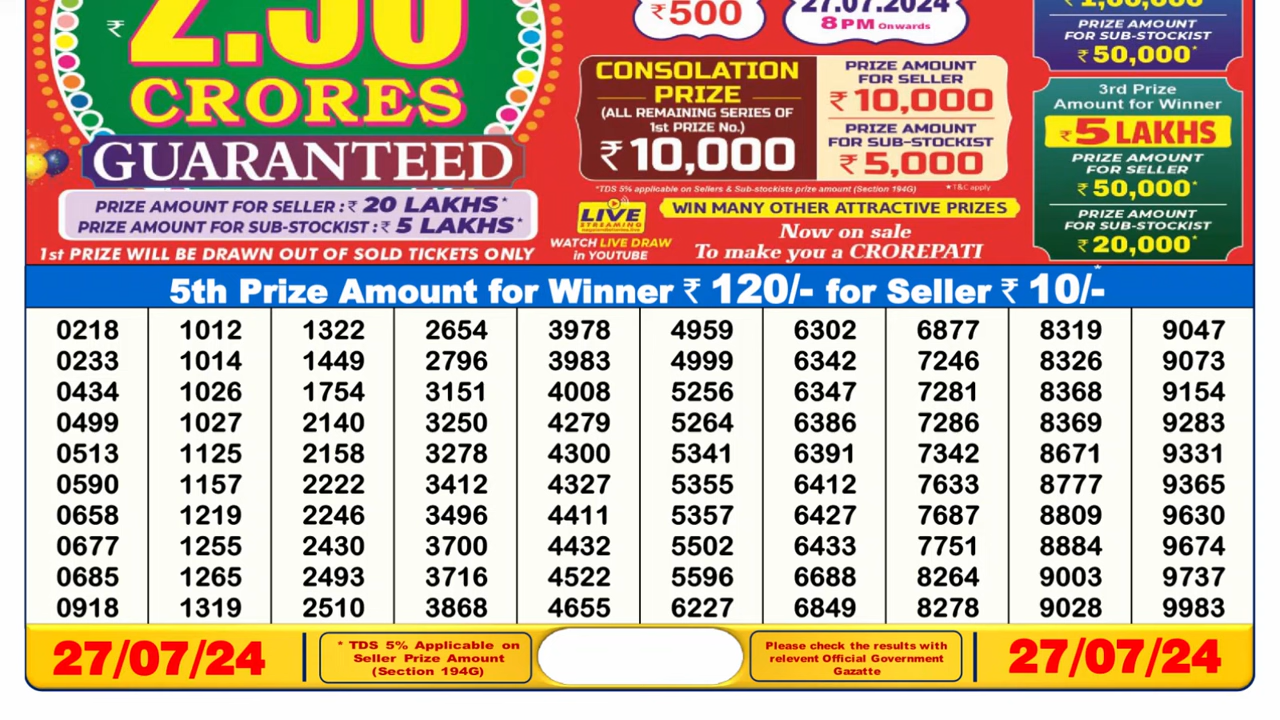 ₹ 2.50
CRORES
GUARANTEED
PRIZE AMOUNT FOR SELLER :₹ 20 LAKHS*
PRIZE AMOUNT FOR SUB-STOCKIST :₹ 5 LAKHS*
1st PRIZE WILL BE DRAWN OUT OF SOLD TICKETS ONLY
₹500
27.07.2024
8 PM Onwards
CONSOLATION
PRIZE
(ALL REMAINING SERIES OF
1st PRIZE No.)
₹ 10,000
PRIZE AMOUNT
FOR SELLER
₹ 10,000
PRIZE AMOUNT
FOR SUB-STOCKIST
₹ 5,000
*TDS 5% applicable on Sellers & Sub-stockists prize amount (Section 194G)
*T&C apply
LIVE
STREAMING
WATCH LIVE DRAW
in YOUTUBE
WIN MANY OTHER ATTRACTIVE PRIZES
Now on sale
To make you a CROREPATI
PRIZE AMOUNT
FOR SUB-STOCKIST
₹ 50,000*
3rd Prize
Amount for Winner
₹ 5 LAKHS
PRIZE AMOUNT
FOR SELLER
₹ 50,000*
PRIZE AMOUNT
FOR SUB-STOCKIST
₹ 20,000*
5th Prize Amount for Winner ₹ 120/- for Seller ₹ 10/-*
0218 1012 1322 2654 3978 4959 6302 6877 8319 9047
0233 1014 1449 2796 3983 4999 6342 7246 8326 9073
0434 1026 1754 3151 4008 5256 6347 7281 8368 9154
0499 1027 2140 3250 4279 5264 6386 7286 8369 9283
0513 1125 2158 3278 4300 5341 6391 7342 8671 9331
0590 1157 2222 3412 4327 5355 6412 7633 8777 9365
0658 1219 2246 3496 4411 5357 6427 7687 8809 9630
0677 1255 2430 3700 4432 5502 6433 7751 8884 9674
0685 1265 2493 3716 4522 5596 6688 8264 9003 9737
0918 1319 2510 3868 4655 6227 6849 8278 9028 9983
27/07/24
* TDS 5% Applicable on
Seller Prize Amount
(Section 194G)
Please check the results with
relevent Official Government
Gazatte
27/07/24